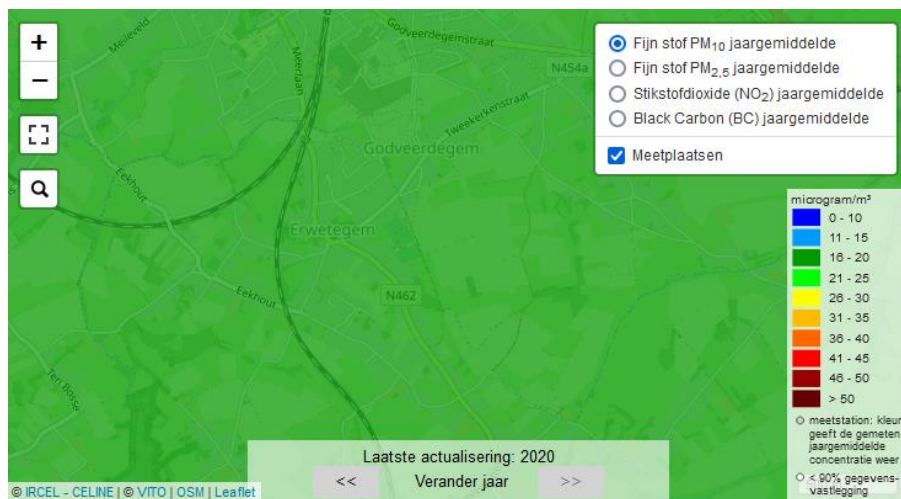 +
−
Meileveld
Meerlaan
Godveerdegemstraat
N454a
Tweekerkenstraat
Godveerdegem
Eekhout
Erwetegem
N462
Eekhout
Ten Bosse
Fijn stof PM10 jaargemiddelde
Fijn stof PM2,5 jaargemiddelde
Stikstofdioxide (NO2) jaargemiddelde
Black Carbon (BC) jaargemiddelde
Meetplaatsen
microgram/m³
0 - 10
11 - 15
16 - 20
21 - 25
26 - 30
31 - 35
36 - 40
41 - 45
46 - 50
> 50
meetstation: kleur
geeft de gemeten
jaargemiddelde
concentratie weer
< 90% gegevens-
vastlegging
Laatste actualisering: 2020
<< Verander jaar >>
© IRCEL - CELINE | © VITO | OSM | Leaflet